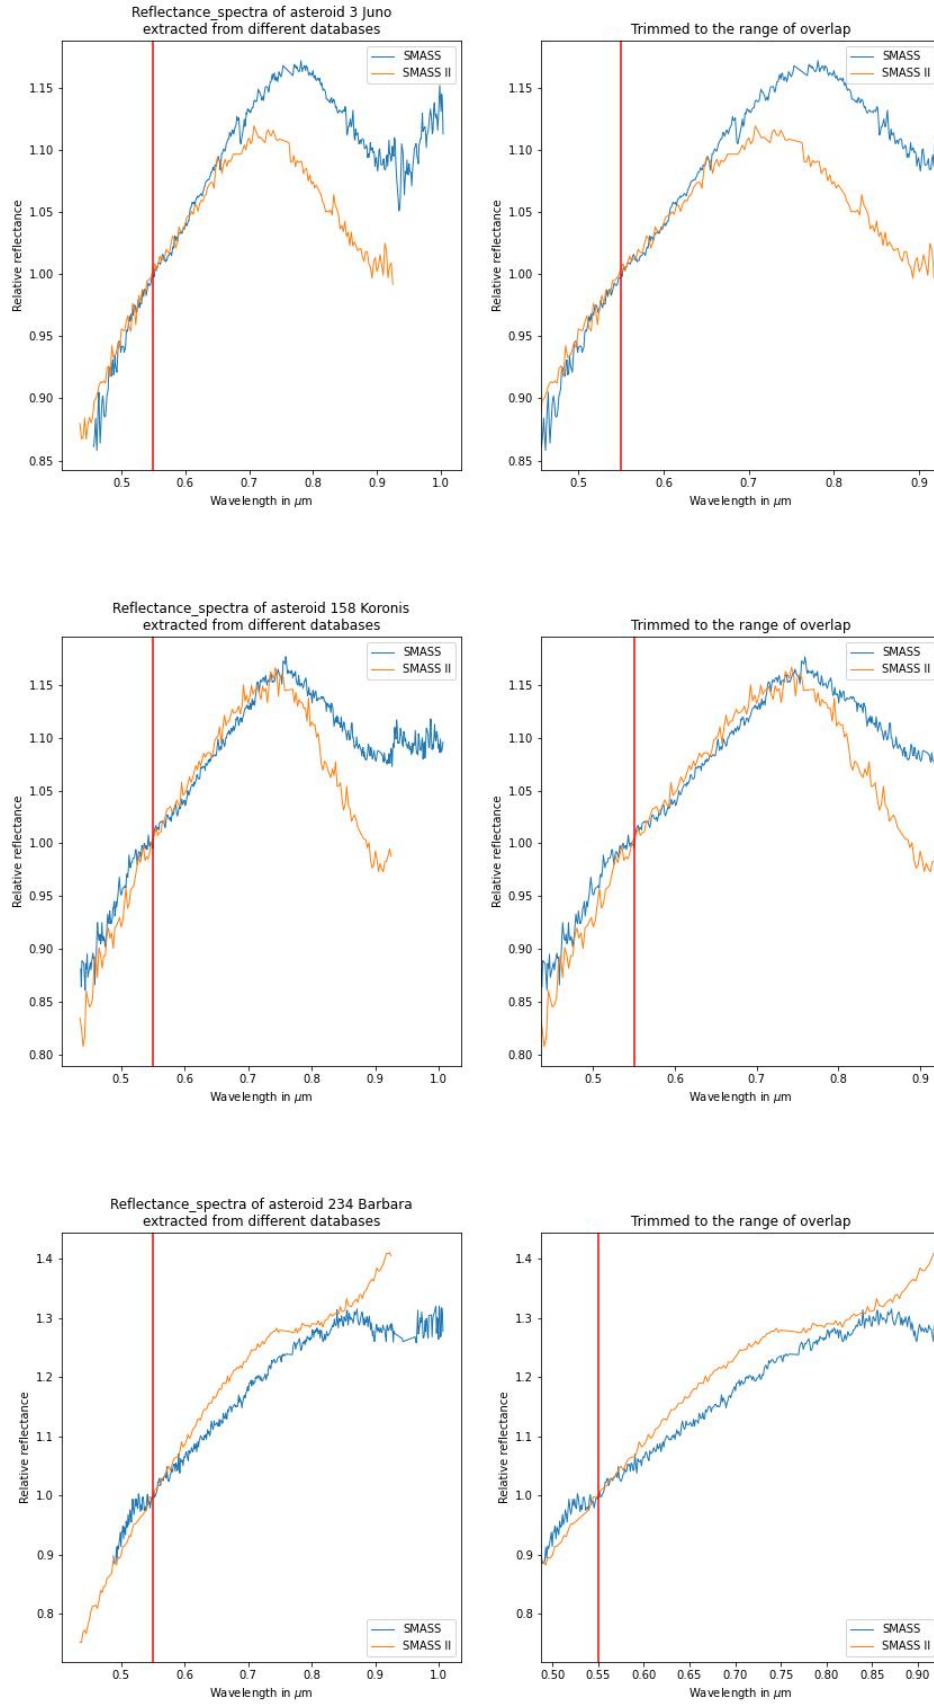 Reflectance_spectra of asteroid 3 Juno
extracted from different databases
Trimmed to the range of overlap
SMASS
SMASS II
SMASS
SMASS II
1.15
1.10
1.05
1.00
0.95
0.90
0.85
Relative reflectance
0.5 0.6 0.7 0.8 0.9 1.0
Wavelength in μm
1.15
1.10
1.05
1.00
0.95
0.90
0.85
Relative reflectance
0.5 0.6 0.7 0.8 0.9
Wavelength in μm
Reflectance_spectra of asteroid 158 Koronis
extracted from different databases
Trimmed to the range of overlap
SMASS
SMASS II
SMASS
SMASS II
1.15
1.10
1.05
1.00
0.95
0.90
0.85
0.80
Relative reflectance
0.5 0.6 0.7 0.8 0.9 1.0
Wavelength in μm
1.15
1.10
1.05
1.00
0.95
0.90
0.85
0.80
Relative reflectance
0.5 0.6 0.7 0.8 0.9
Wavelength in μm
Reflectance_spectra of asteroid 234 Barbara
extracted from different databases
Trimmed to the range of overlap
1.4
1.3
1.2
1.1
1.0
0.9
0.8
Relative reflectance
SMASS
SMASS II
0.5 0.6 0.7 0.8 0.9 1.0
Wavelength in μm
1.4
1.3
1.2
1.1
1.0
0.9
0.8
Relative reflectance
SMASS
SMASS II
0.50 0.55 0.60 0.65 0.70 0.75 0.80 0.85 0.90
Wavelength in μm